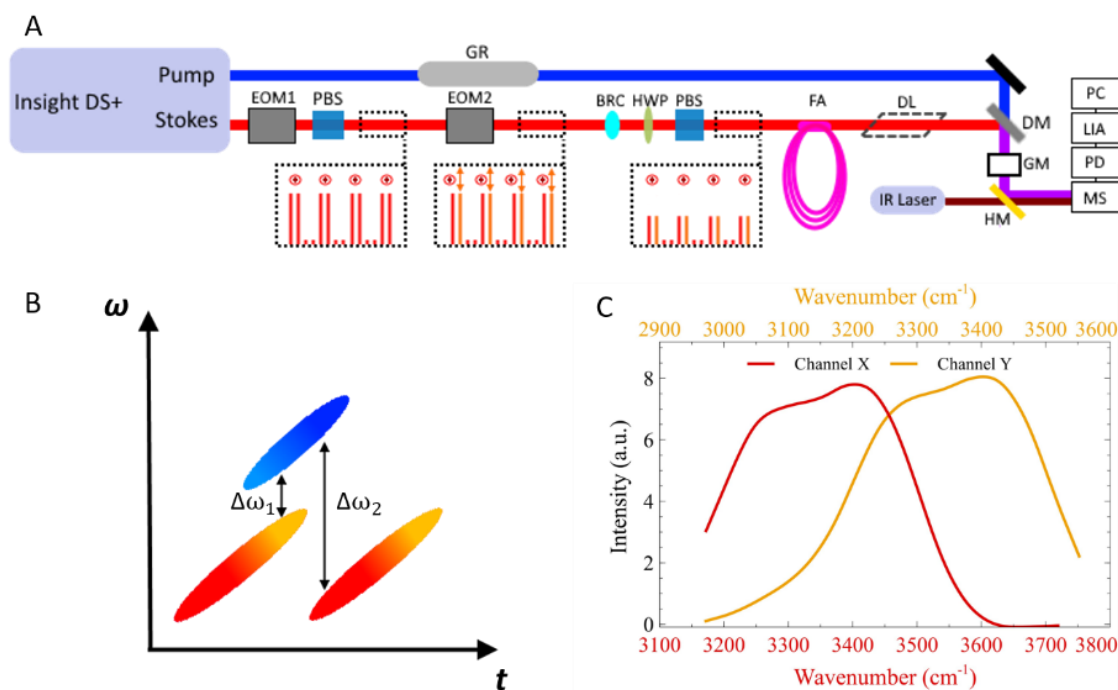 A
Insight DS+
Pump
Stokes
GR
EOM1
PBS
EOM2
BRC
HWP
PBS
FA
DL
DM
GM
HM
IR Laser
PC
LIA
PD
MS
B
ω
Δω₁
Δω₂
t
C
Wavenumber (cm⁻¹)
2900 3000 3100 3200 3300 3400 3500 3600
Channel X
Channel Y
Intensity (a.u.)
8
6
4
2
0
3100 3200 3300 3400 3500 3600 3700 3800
Wavenumber (cm⁻¹)